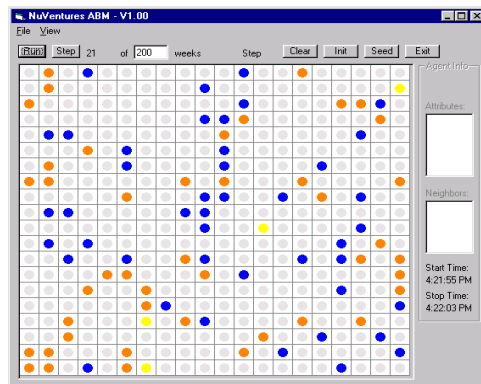 NuVentures ABM - V1.00
File View
Run Step 21 of 200 weeks Step Clear Init Seed Exit
Agent Info
Attributes:
Neighbors:
Start Time:
4:21:55 PM
Stop Time:
4:22:03 PM